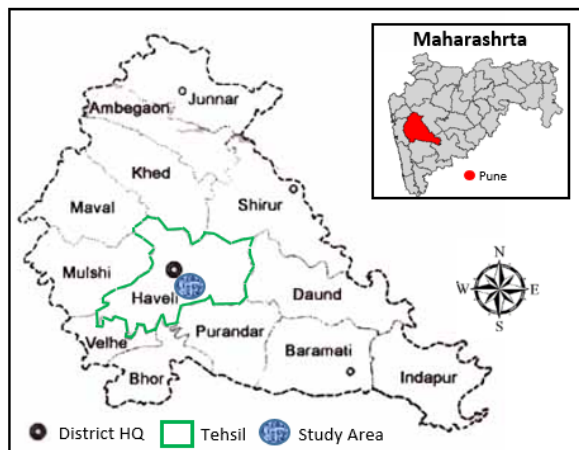 Maharashrta
Pune
Junnar
Ambegaon
Khed
Shirur
Maval
Mulshi
Haveli
Daund
Velhe
Purandar
Baramati
Bhor
Indapur
N
W E
S
District HQ Tehsil Study Area